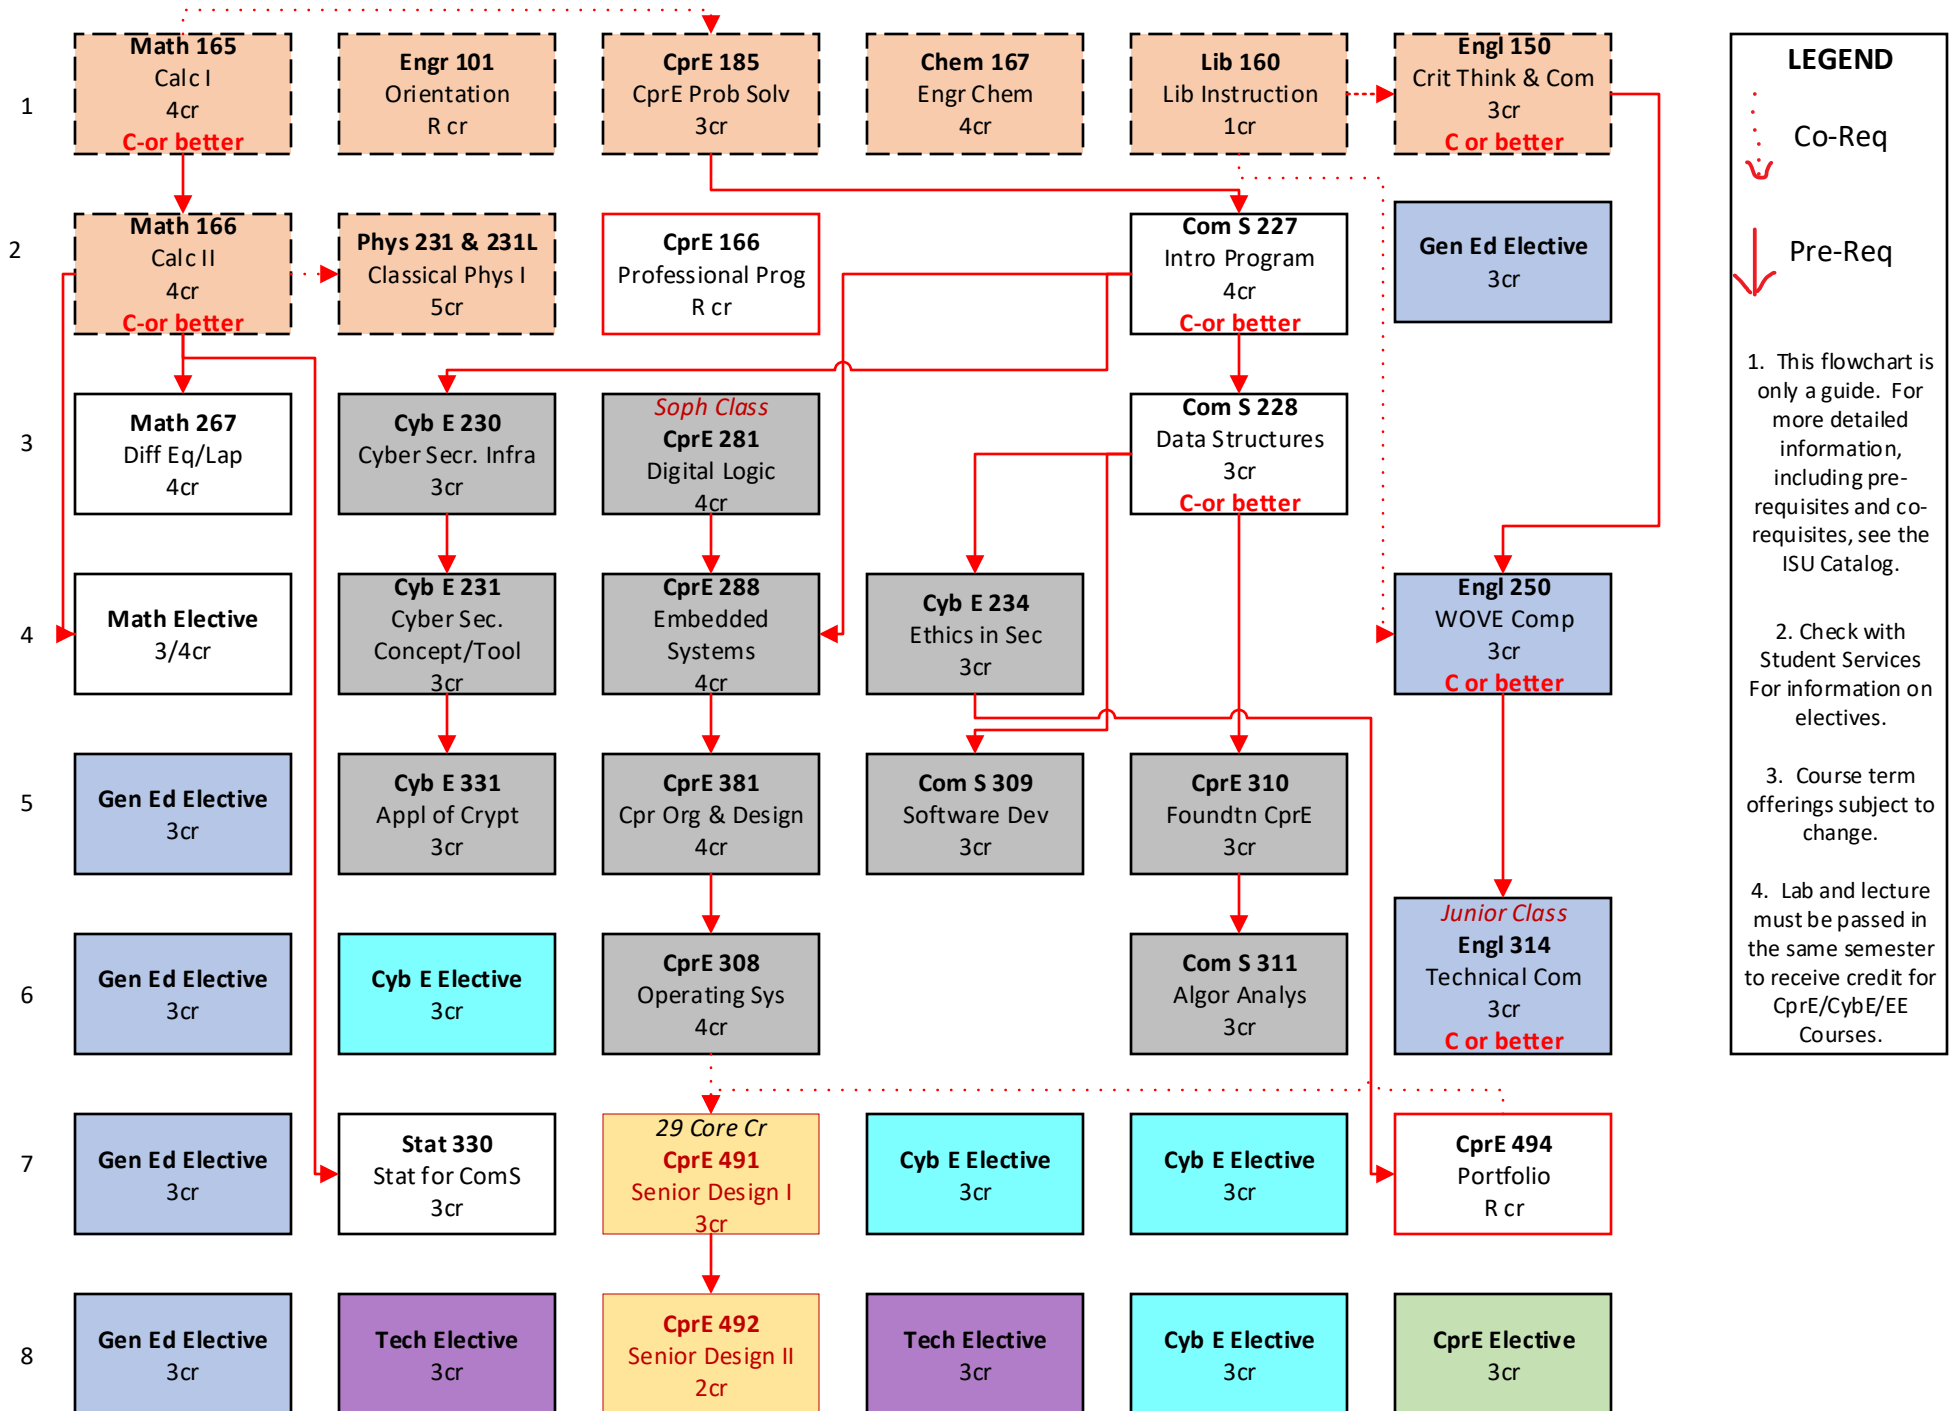 1
Math 165
Calc I
4cr
C-or better
Engr 101
Orientation
R cr
CprE 185
CprE Prob Solv
3cr
Chem 167
Engr Chem
4cr
Lib 160
Lib Instruction
1cr
Engl 150
Crit Think & Com
3cr
C or better
2
Math 166
Calc II
4cr
C-or better
Phys 231 & 231L
Classical Phys I
5cr
CprE 166
Professional Prog
R cr
Com S 227
Intro Program
4cr
C-or better
Gen Ed Elective
3cr
3
Math 267
Diff Eq/Lap
4cr
Cyb E 230
Cyber Secr. Infra
3cr
Soph Class
CprE 281
Digital Logic
4cr
Com S 228
Data Structures
3cr
C-or better
4
Math Elective
3/4cr
Cyb E 231
Cyber Sec.
Concept/Tool
3cr
CprE 288
Embedded
Systems
4cr
Cyb E 234
Ethics in Sec
3cr
Engl 250
WOVE Comp
3cr
C or better
5
Gen Ed Elective
3cr
Cyb E 331
Appl of Crypt
3cr
CprE 381
Cpr Org & Design
4cr
Com S 309
Software Dev
3cr
CprE 310
Foundtn CprE
3cr
6
Gen Ed Elective
3cr
Cyb E Elective
3cr
CprE 308
Operating Sys
4cr
Com S 311
Algor Analys
3cr
Junior Class
Engl 314
Technical Com
3cr
C or better
7
Gen Ed Elective
3cr
Stat 330
Stat for ComS
3cr
29 Core Cr
CprE 491
Senior Design I
3cr
Cyb E Elective
3cr
Cyb E Elective
3cr
CprE 494
Portfolio
R cr
8
Gen Ed Elective
3cr
Tech Elective
3cr
CprE 492
Senior Design II
2cr
Tech Elective
3cr
Cyb E Elective
3cr
CprE Elective
3cr
LEGEND
Co-Req
Pre-Req
1. This flowchart is
only a guide. For
more detailed
information,
including pre-
requisites and co-
requisites, see the
ISU Catalog.
2. Check with
Student Services
For information on
electives.
3. Course term
offerings subject to
change.
4. Lab and lecture
must be passed in
the same semester
to receive credit for
CprE/CybE/EE
Courses.